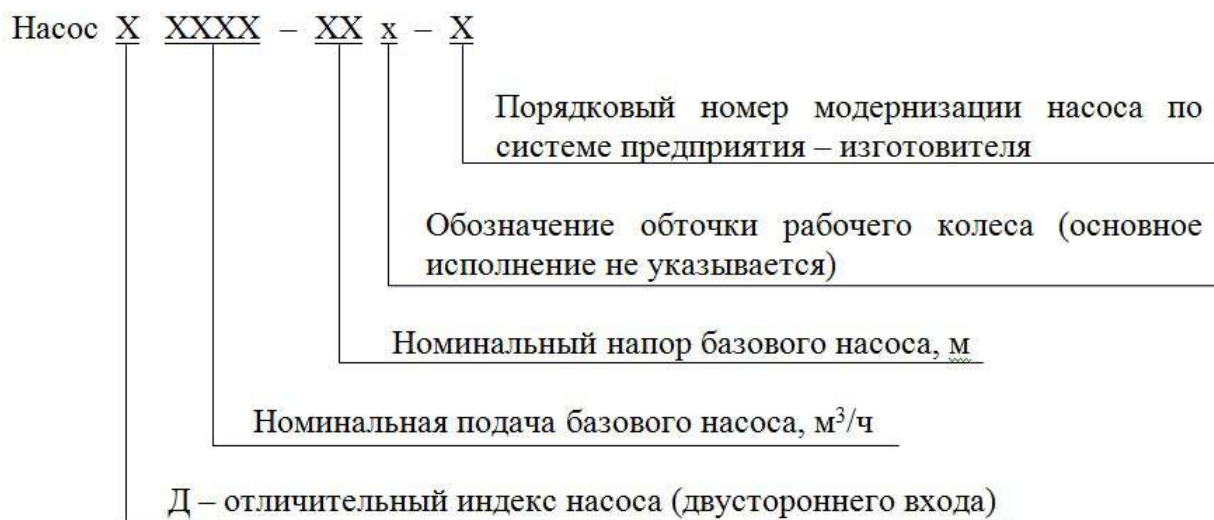 Насос Х ХХХХ – ХХ х – Х
Порядковый номер модернизации насоса по
системе предприятия – изготовителя
Обозначение обточки рабочего колеса (основное
исполнение не указывается)
Номинальный напор базового насоса, м
Номинальная подача базового насоса, м³/ч
Д – отличительный индекс насоса (двустороннего входа)